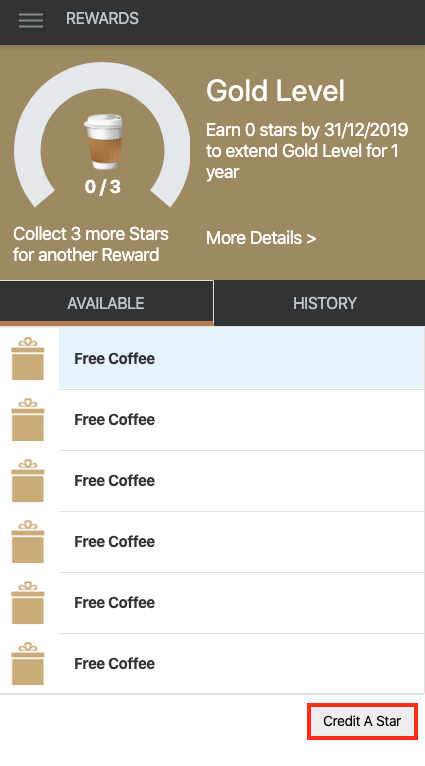 REWARDS
Gold Level
Earn 0 stars by 31/12/2019
to extend Gold Level for 1
year
0 / 3
Collect 3 more Stars
for another Reward
More Details >
AVAILABLE
HISTORY
Free Coffee
Free Coffee
Free Coffee
Free Coffee
Free Coffee
Free Coffee
Credit A Star